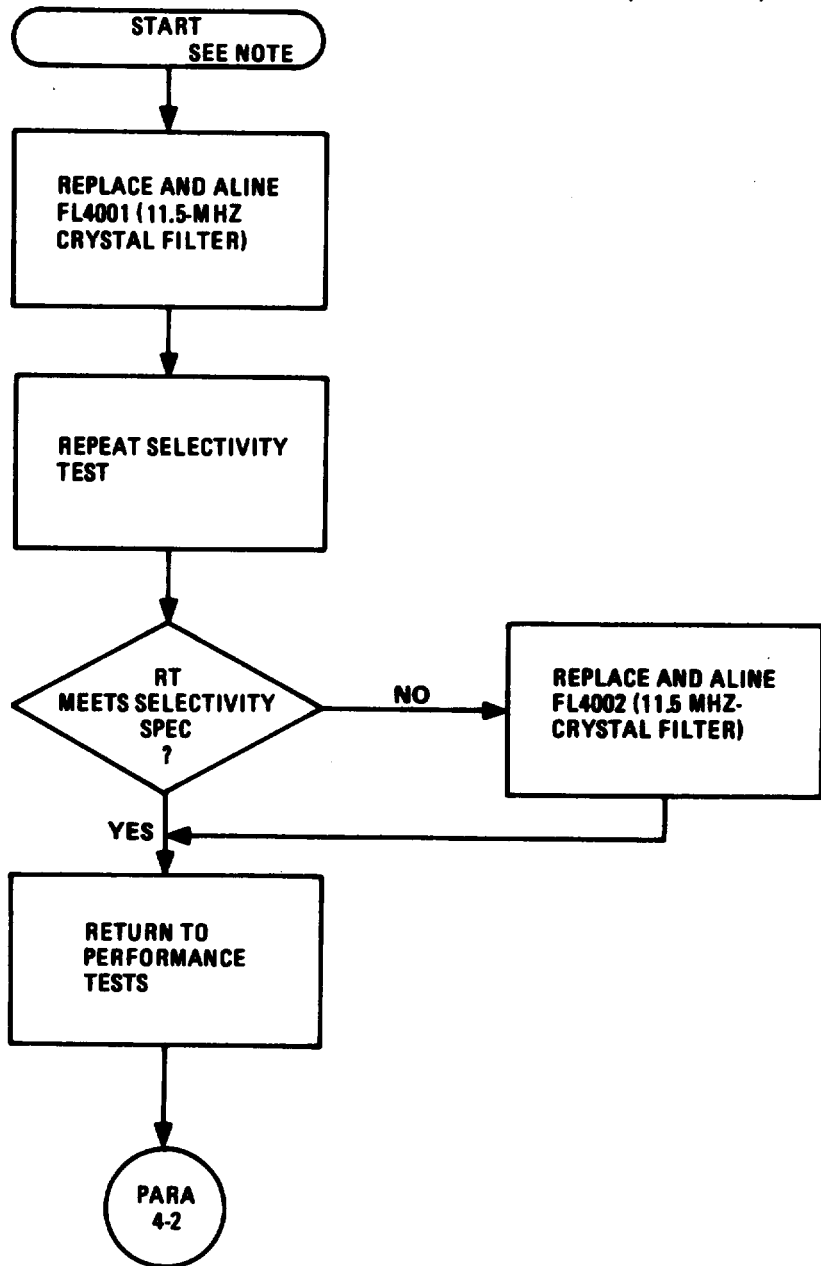 START
SEE NOTE
REPLACE AND ALINE
FL4001 (11.5-MHZ
CRYSTAL FILTER)
REPEAT SELECTIVITY
TEST
RT
MEETS SELECTIVITY
SPEC
?
NO
REPLACE AND ALINE
FL4002 (11.5 MHZ-
CRYSTAL FILTER)
YES
RETURN TO
PERFORMANCE
TESTS
PARA
4-2